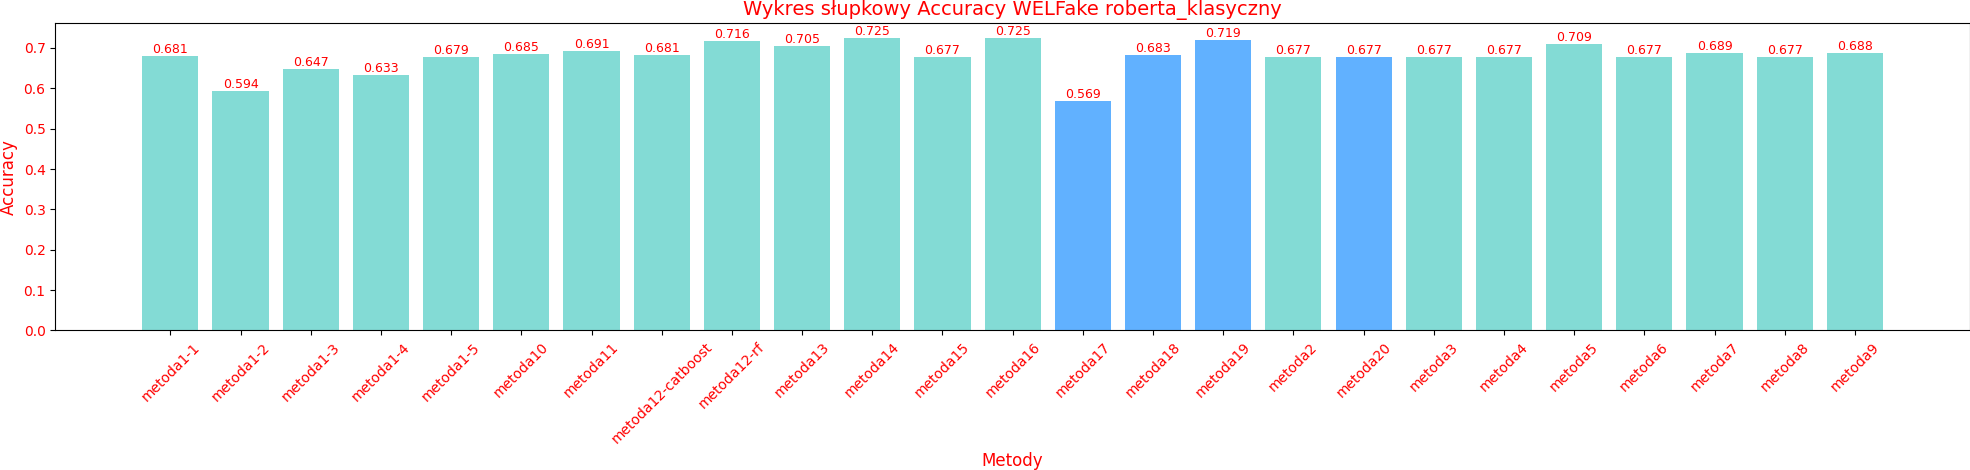 Wykres słupkowy Accuracy WELFake roberta_klasyczny
Accuracy
0.7
0.6
0.5
0.4
0.3
0.2
0.1
0.0
0.681
0.594
0.647
0.633
0.679
0.685
0.691
0.681
0.716
0.705
0.725
0.677
0.725
0.569
0.683
0.719
0.677
0.677
0.677
0.677
0.709
0.677
0.689
0.677
0.688
metoda1-1
metoda1-2
metoda1-3
metoda1-4
metoda1-5
metoda10
metoda11
metoda12-catboost
metoda12-rf
metoda13
metoda14
metoda15
metoda16
metoda17
metoda18
metoda19
metoda2
metoda20
metoda3
metoda4
metoda5
metoda6
metoda7
metoda8
metoda9
Metody